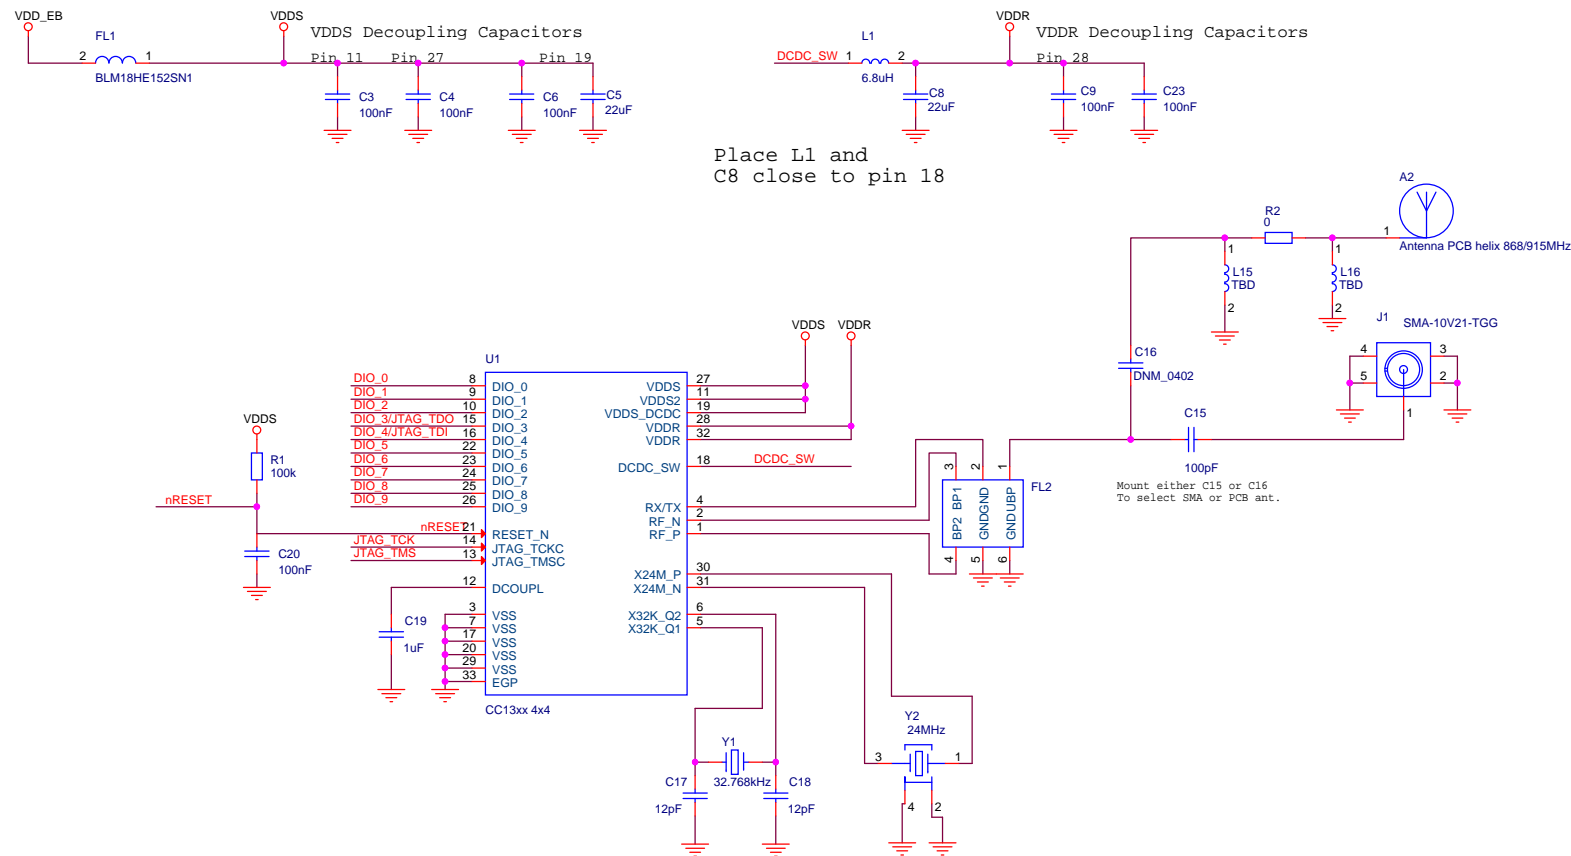 VDD_EB
VDDS
VDDS Decoupling Capacitors
FL1
2
1
BLM18HE152SN1
Pin 11
Pin 27
Pin 19
C3
100nF
C4
100nF
C6
100nF
C5
22uF
VDDR
VDDR Decoupling Capacitors
DCDC_SW
1
L1
2
6.8uH
Pin 28
C8
22uF
C9
100nF
C23
100nF
Place L1 and
C8 close to pin 18
A2
R2
0
1
Antenna PCB helix 868/915MHz
1
L15
TBD
2
1
L16
TBD
2
J1
SMA-10V21-TGG
4
3
5
2
1
C16
DNM_0402
C15
100pF
Mount either C15 or C16
To select SMA or PCB ant.
VDDS
VDDR
U1
DIO_0
8
DIO_0
DIO_1
9
DIO_1
DIO_2
10
DIO_2
DIO_3/JTAG_TDO
15
DIO_3
DIO_4/JTAG_TDI
16
DIO_4
DIO_5
22
DIO_5
DIO_6
23
DIO_6
DIO_7
24
DIO_7
DIO_8
25
DIO_8
DIO_9
26
DIO_9
nRESET
21
RESET_N
JTAG_TCK
14
JTAG_TCKC
JTAG_TMS
13
JTAG_TMSC
12
DCOUPL
3
VSS
7
VSS
17
VSS
20
VSS
29
VSS
33
EGP
CC13xx 4x4
VDDS
27
VDDS2
11
VDDS_DCDC
19
VDDR
28
VDDR
32
DCDC_SW
18
DCDC_SW
RX/TX
4
RF_N
2
RF_P
1
X24M_P
30
X24M_N
31
X32K_Q2
6
X32K_Q1
5
VDDS
R1
100k
nRESET
C20
100nF
C19
1uF
3
2
1
FL2
BP1
GND
UBP
BP2
GND
GND
4
5
6
Y1
32.768kHz
C17
12pF
C18
12pF
Y2
24MHz
3
1
4
2